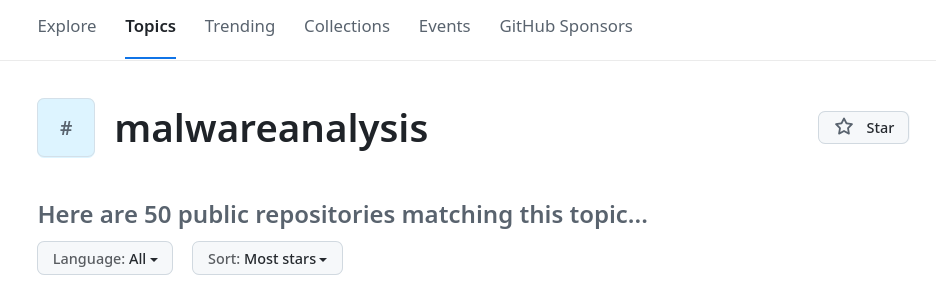 Explore Topics Trending Collections Events GitHub Sponsors
# malwareanalysis Star
Here are 50 public repositories matching this topic...
Language: All Sort: Most stars